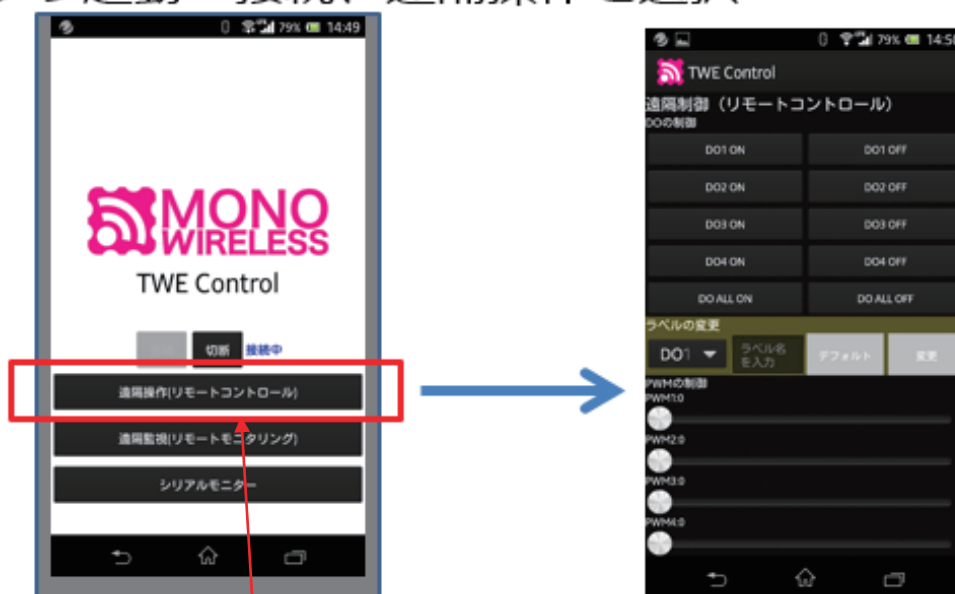 79% 14:49
MONO
WIRELESS
TWE Control
切断 接続中
遠隔操作(リモートコントロール)
遠隔監視(リモートモニタリング)
シリアルモニター
79% 14:50
TWE Control
遠隔制御（リモートコントロール）
DOの制御
DO1 ON DO1 OFF
DO2 ON DO2 OFF
DO3 ON DO3 OFF
DO4 ON DO4 OFF
DO ALL ON DO ALL OFF
ラベルの変更
DO1 ラベル名を入力 デフォルト 変更
PWMの制御
PWM1:0
PWM2:0
PWM3:0
PWM4:0